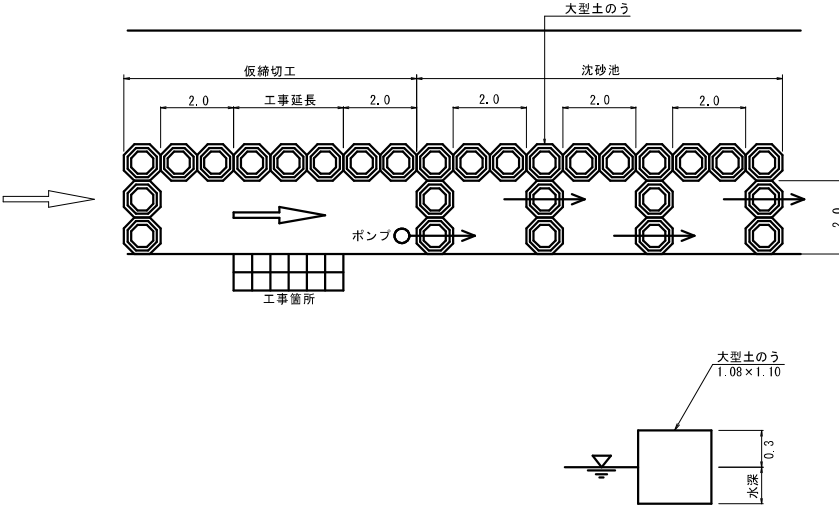 大型土のう
仮締切工
沈砂池
2.0
工事延長
2.0
2.0
2.0
2.0
2.0
ポンプ
工事箇所
大型土のう
1.08×1.10
0.3
水深